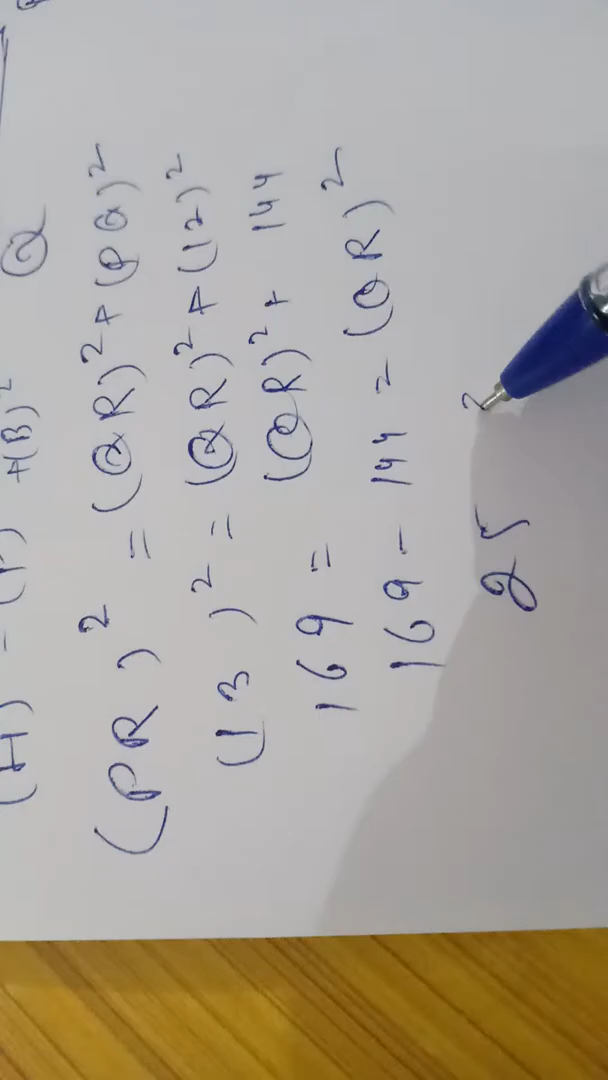 Q
(H)² = (P)² + (B)²
(PR)² = (QR)² + (PQ)²
(13)² = (QR)² + (12)²
169 = (QR)² + 144
169 - 144 = (QR)²
25